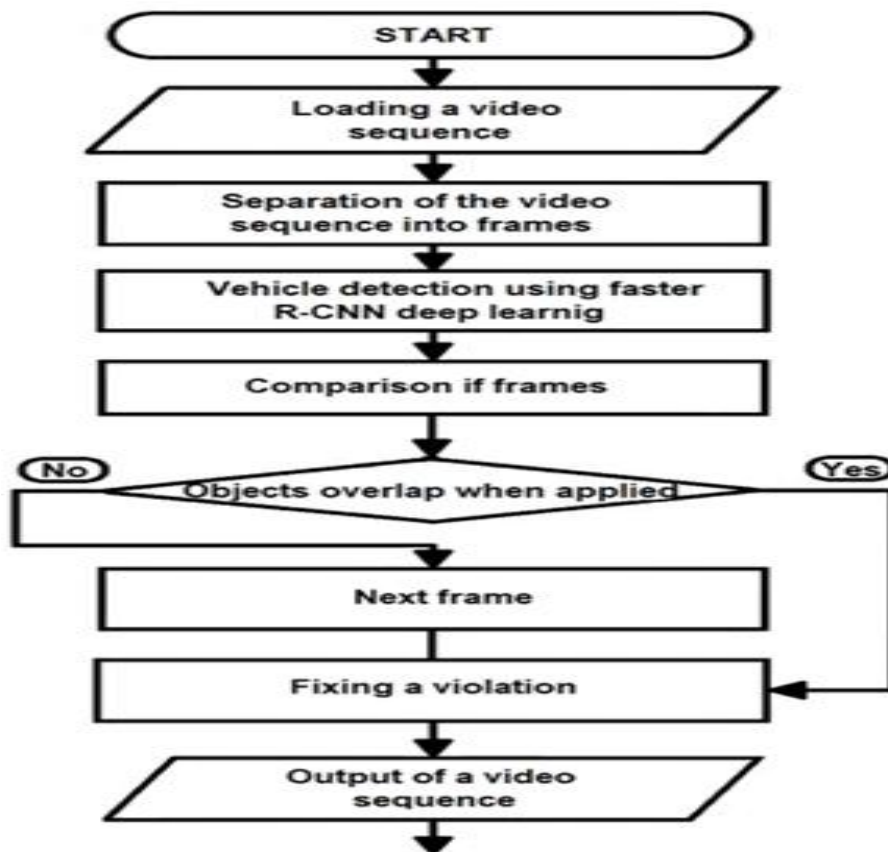 START
Loading a video
sequence
Separation of the video
sequence into frames
Vehicle detection using faster
R-CNN deep learnig
Comparison if frames
No
Yes
Objects overlap when applied
Next frame
Fixing a violation
Output of a video
sequence